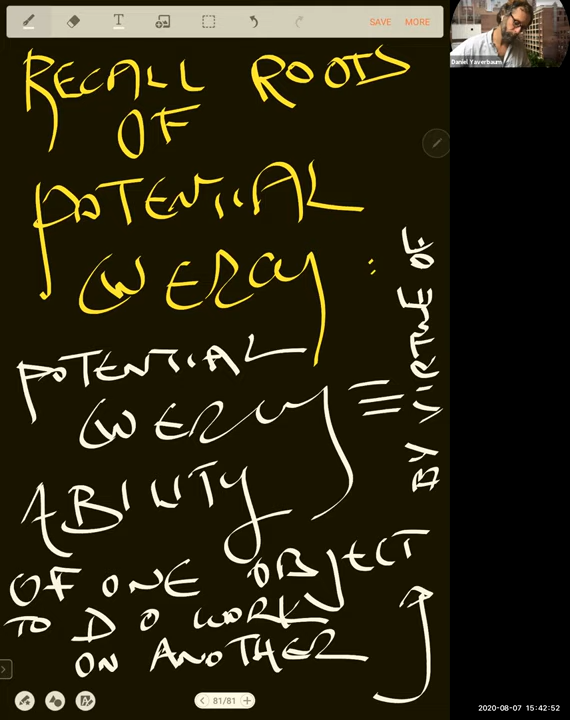 SAVE MORE
Daniel Yaverbaum
RECALL ROOTS
OF
POTENTIAL
ENERGY :
POTENTIAL
ENERGY ≡
ABILITY
OF ONE OBJECT
TO DO WORK
ON ANOTHER
BY VIRTUE OF
81/81
2020-08-07 15:42:52